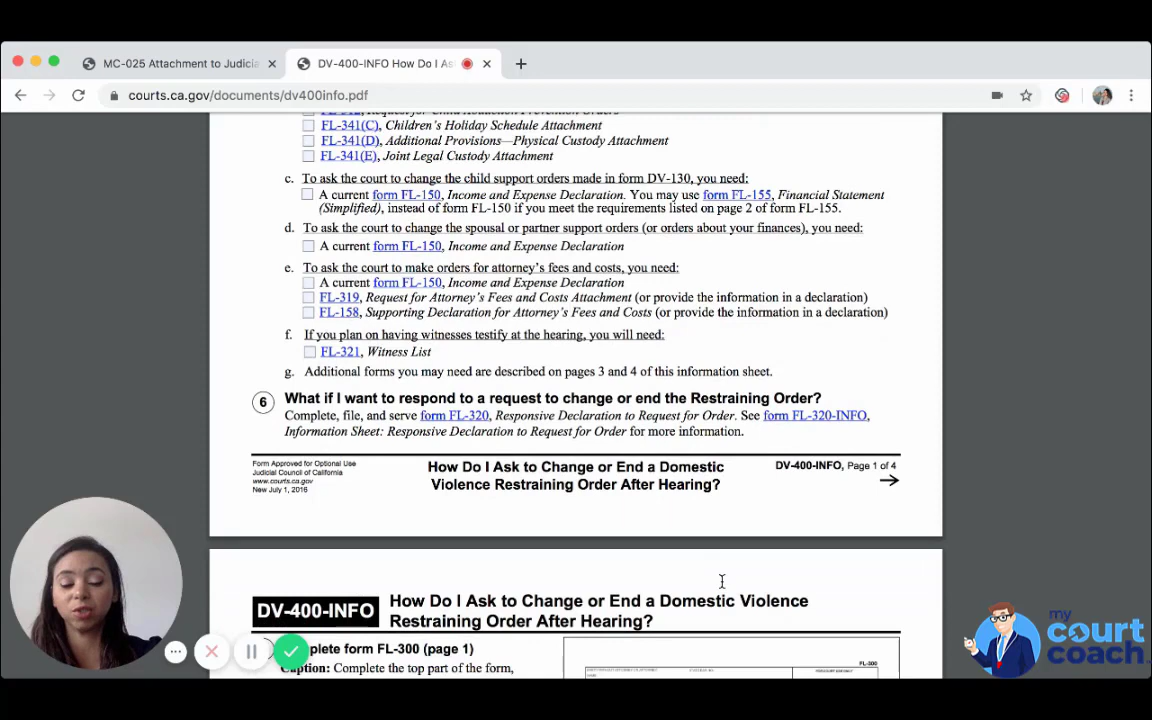 MC-025 Attachment to Judicia
DV-400-INFO How Do I As
courts.ca.gov/documents/dv400info.pdf
FL-341(C), Children's Holiday Schedule Attachment
FL-341(D), Additional Provisions—Physical Custody Attachment
FL-341(E), Joint Legal Custody Attachment
c. To ask the court to change the child support orders made in form DV-130, you need:
A current form FL-150, Income and Expense Declaration. You may use form FL-155, Financial Statement
(Simplified), instead of form FL-150 if you meet the requirements listed on page 2 of form FL-155.
d. To ask the court to change the spousal or partner support orders (or orders about your finances), you need:
A current form FL-150, Income and Expense Declaration
e. To ask the court to make orders for attorney's fees and costs, you need:
A current form FL-150, Income and Expense Declaration
FL-319, Request for Attorney's Fees and Costs Attachment (or provide the information in a declaration)
FL-158, Supporting Declaration for Attorney's Fees and Costs (or provide the information in a declaration)
f. If you plan on having witnesses testify at the hearing, you will need:
FL-321, Witness List
g. Additional forms you may need are described on pages 3 and 4 of this information sheet.
6 What if I want to respond to a request to change or end the Restraining Order?
Complete, file, and serve form FL-320, Responsive Declaration to Request for Order. See form FL-320-INFO,
Information Sheet: Responsive Declaration to Request for Order for more information.
Form Approved for Optional Use
Judicial Council of California
www.courts.ca.gov
New July 1, 2016
How Do I Ask to Change or End a Domestic
Violence Restraining Order After Hearing?
DV-400-INFO, Page 1 of 4
DV-400-INFO
How Do I Ask to Change or End a Domestic Violence
Restraining Order After Hearing?
plete form FL-300 (page 1)
Caption: Complete the top part of the form,
FL-300
my
court
coach